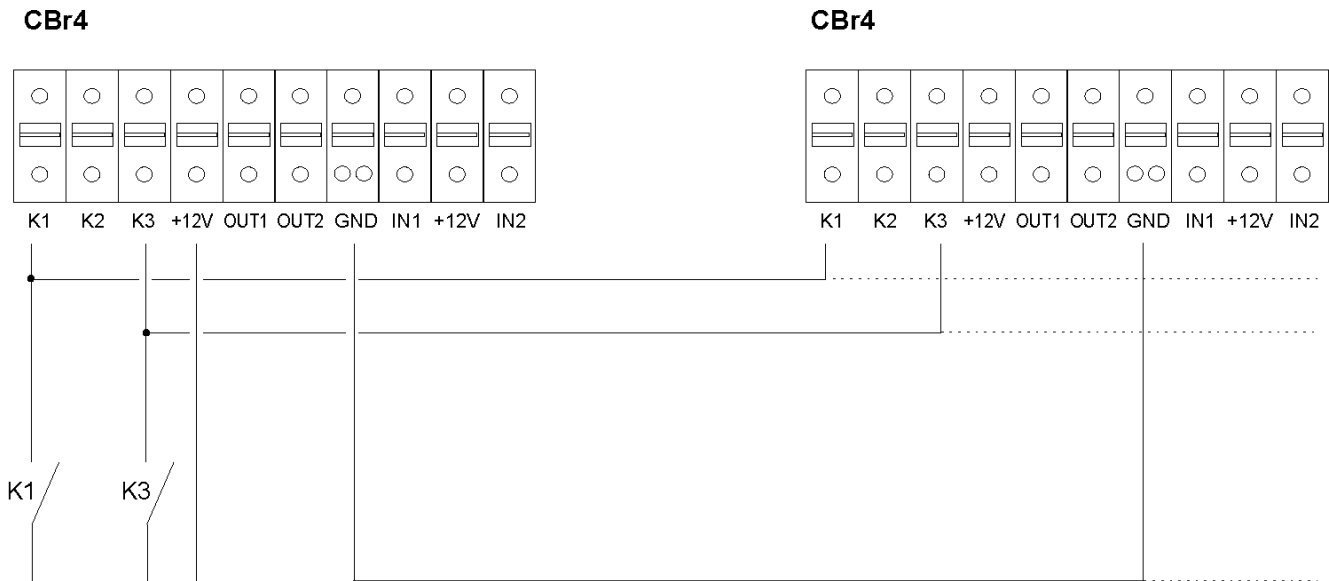 CBr4 CBr4
K1 K2 K3 +12V OUT1 OUT2 GND IN1 +12V IN2 K1 K2 K3 +12V OUT1 OUT2 GND IN1 +12V IN2
K1 K3